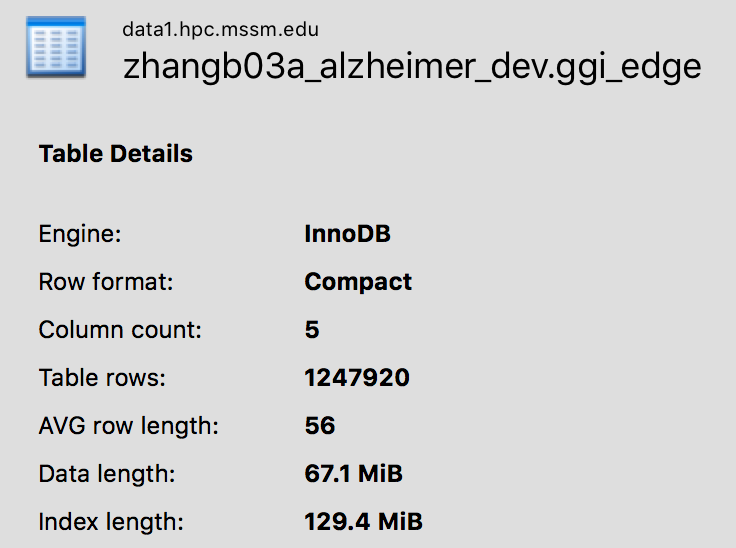 data1.hpc.mssm.edu
zhangb03a_alzheimer_dev.ggi_edge
Table Details
Engine: InnoDB
Row format: Compact
Column count: 5
Table rows: 1247920
AVG row length: 56
Data length: 67.1 MiB
Index length: 129.4 MiB